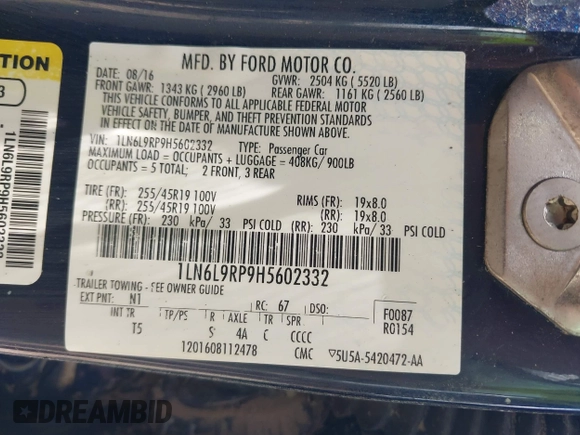 MFD. BY FORD MOTOR CO.
DATE: 08/16 GVWR: 2504 KG ( 5520 LB)
FRONT GAWR: 1343 KG ( 2960 LB) REAR GAWR: 1161 KG ( 2560 LB)
THIS VEHICLE CONFORMS TO ALL APPLICABLE FEDERAL MOTOR
VEHICLE SAFETY, BUMPER, AND THEFT PREVENTION STANDARDS
IN EFFECT ON THE DATE OF MANUFACTURE SHOWN ABOVE.
VIN: 1LN6L9RP9H5602332 TYPE: Passenger Car
MAXIMUM LOAD = OCCUPANTS + LUGGAGE = 408KG/ 900LB
OCCUPANTS = 5 TOTAL; 2 FRONT, 3 REAR
TIRE (FR): 255/45R19 100V RIMS (FR): 19x8.0
(RR): 255/45R19 100V (RR): 19x8.0
PRESSURE (FR): 230 kPa/ 33 PSI COLD (RR): 230 kPa/ 33 PSI COLD
1LN6L9RP9H5602332
TRAILER TOWING - SEE OWNER GUIDE
EXT PNT: N1 RC: 67 DSO: F0087
INT TR TP/PS R AXLE TR SPR R0154
T5 S 4A C CCCC
1201608112478 CMC ▽5U5A-5420472-AA
TION
3
1LN6L9RP9H5602332
DREAMBID